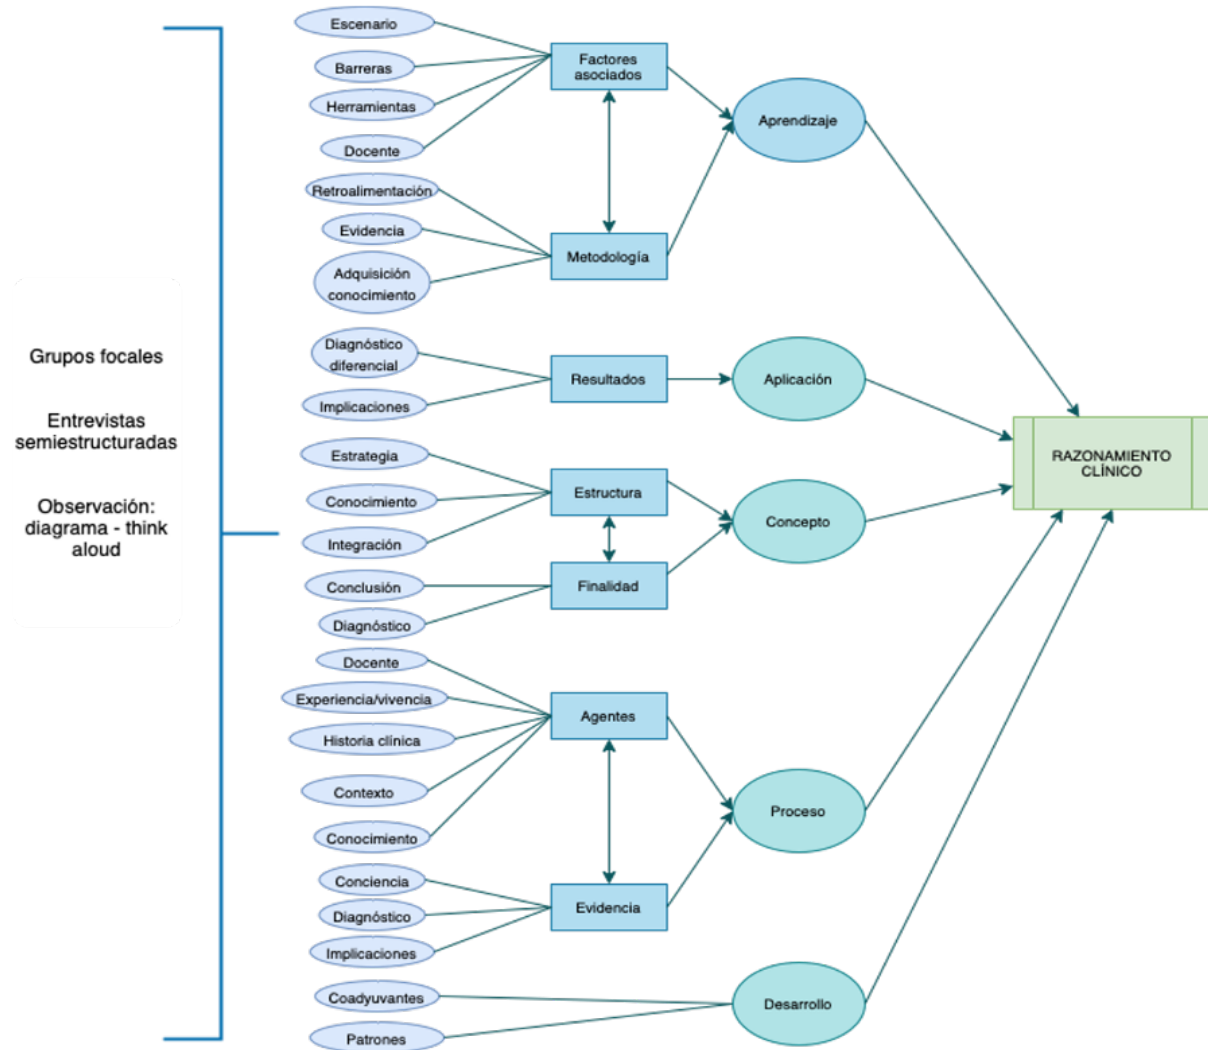 Grupos focales
Entrevistas
semiestructuradas
Observación:
diagrama - think
aloud
Escenario
Barreras
Herramientas
Docente
Retroalimentación
Evidencia
Adquisición
conocimiento
Diagnóstico
diferencial
Implicaciones
Estrategia
Conocimiento
Integración
Conclusión
Diagnóstico
Docente
Experiencia/vivencia
Historia clínica
Contexto
Conocimiento
Conciencia
Diagnóstico
Implicaciones
Coadyuvantes
Patrones
Factores
asociados
Metodología
Resultados
Estructura
Finalidad
Agentes
Evidencia
Aprendizaje
Aplicación
Concepto
Proceso
Desarrollo
RAZONAMIENTO
CLÍNICO